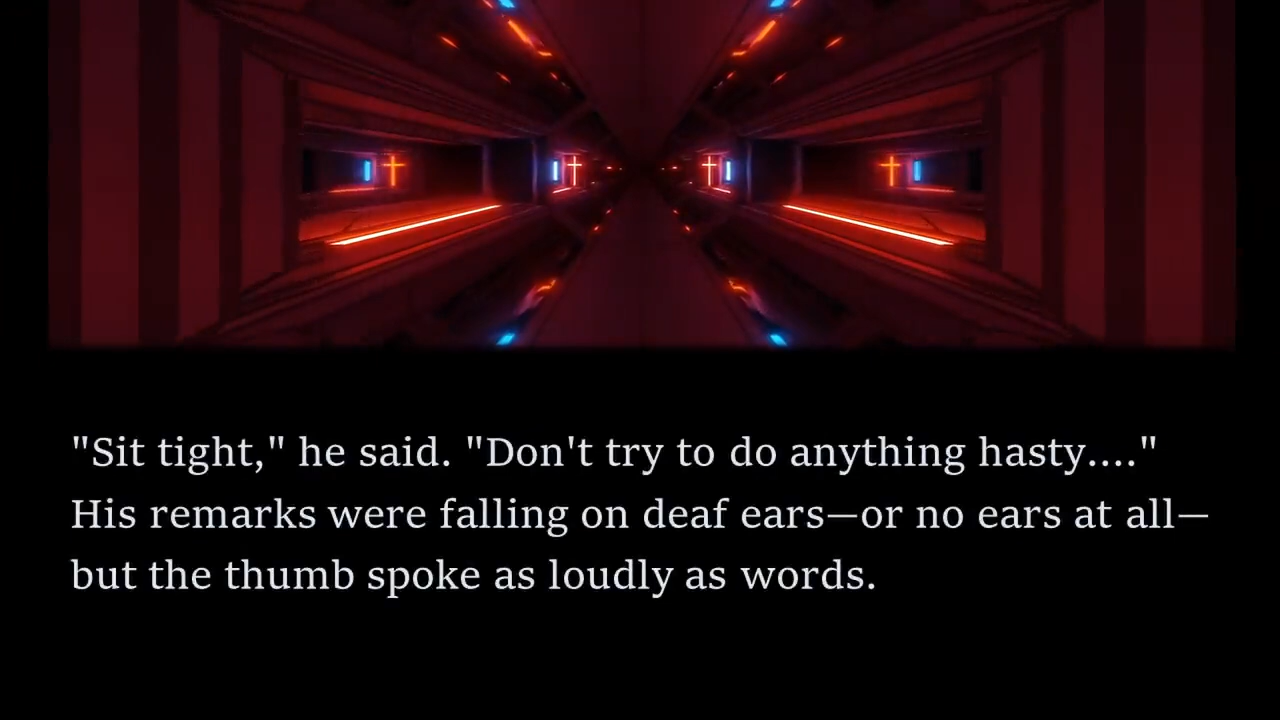 "Sit tight," he said. "Don't try to do anything hasty...."
His remarks were falling on deaf ears—or no ears at all—
but the thumb spoke as loudly as words.